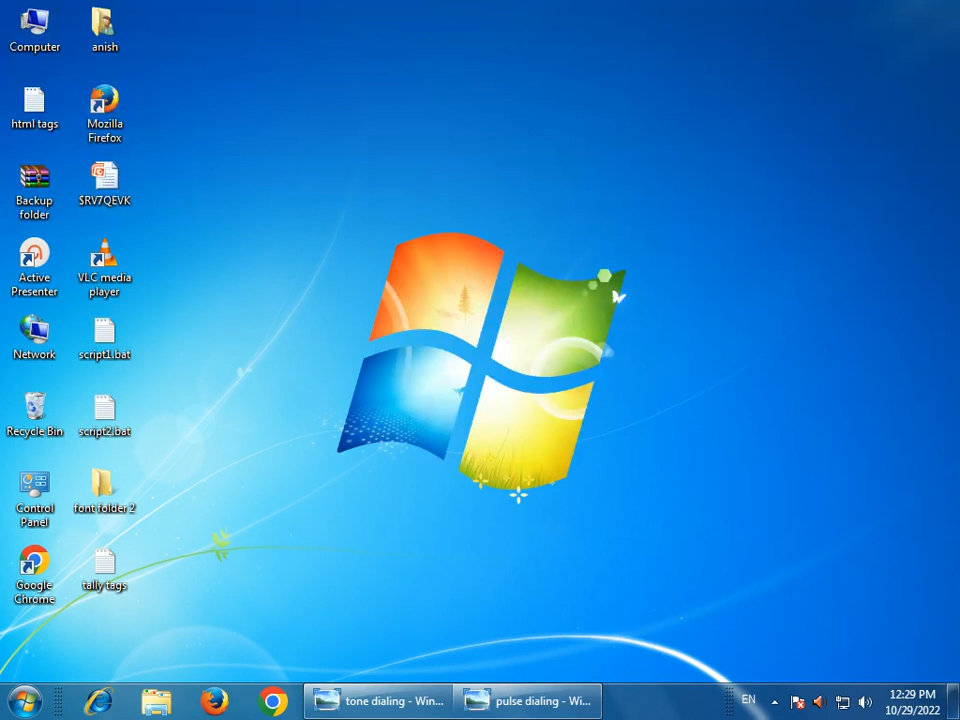 Computer
anish
html tags
Mozilla
Firefox
Backup
folder
$RV7QEVK
Active
Presenter
VLC media
player
Network
script1.bat
Recycle Bin
script2.bat
Control
Panel
font folder 2
Google
Chrome
tally tags
tone dialing - Win...
pulse dialing - Wi...
EN
12:29 PM
10/29/2022